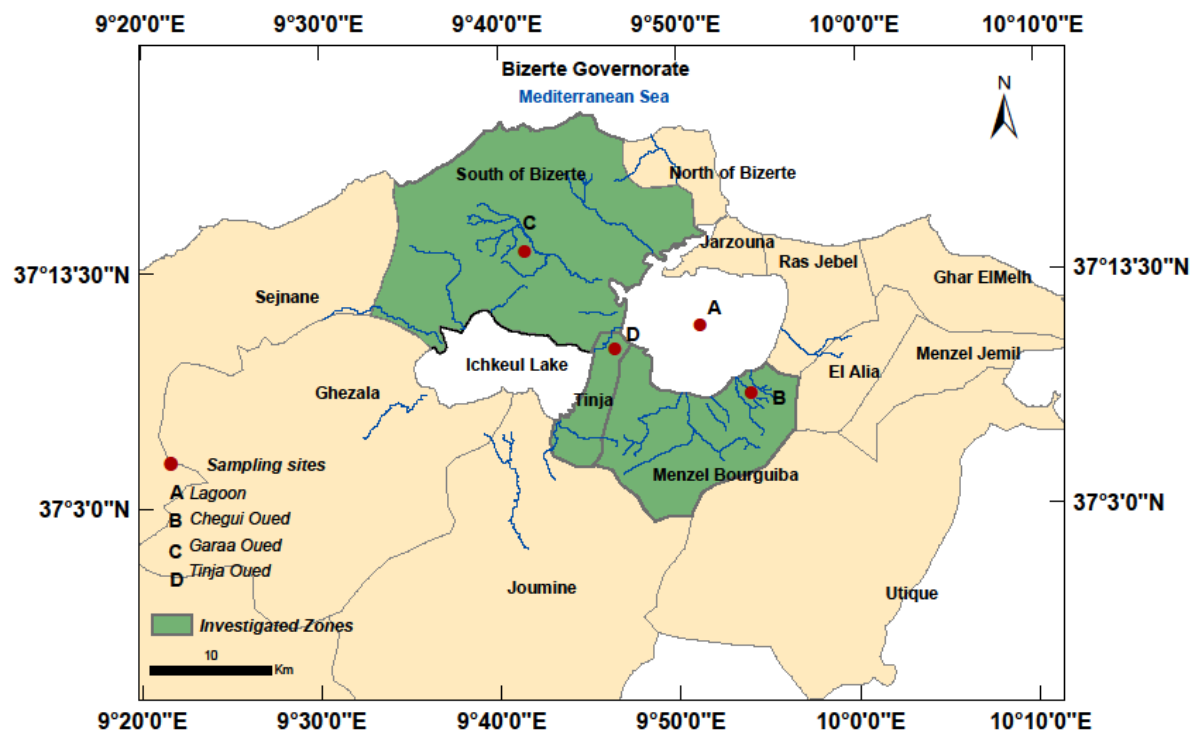 9°20'0"E 9°30'0"E 9°40'0"E 9°50'0"E 10°0'0"E 10°10'0"E
Bizerte Governorate
Mediterranean Sea
N
South of Bizerte
North of Bizerte
C
Jarzouna
Ras Jebel
37°13'30"N
37°13'30"N
Ghar ElMelh
Sejnane
A
D
Menzel Jemil
Ichkeul Lake
El Alia
Ghezala
Tinja
B
Menzel Bourguiba
Sampling sites
A Lagoon
37°3'0"N
37°3'0"N
B Chegui Oued
C Garaa Oued
D Tinja Oued
Joumine
Utique
Investigated Zones
10
Km
9°20'0"E 9°30'0"E 9°40'0"E 9°50'0"E 10°0'0"E 10°10'0"E